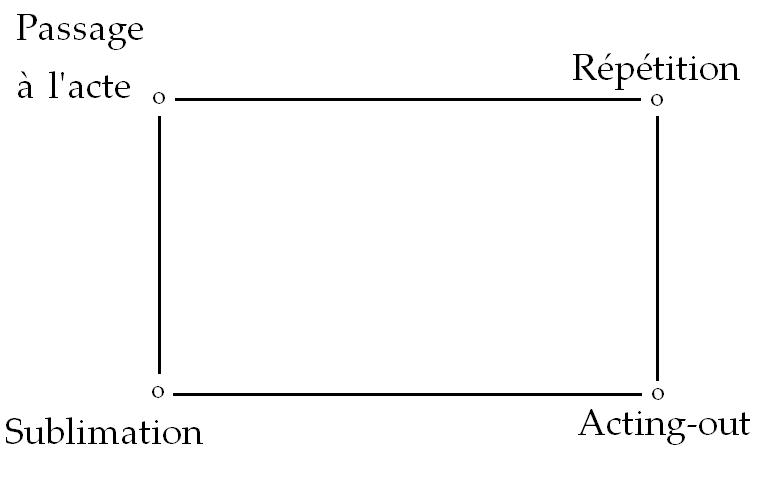 Passage
à l'acte
Répétition
Sublimation
Acting-out